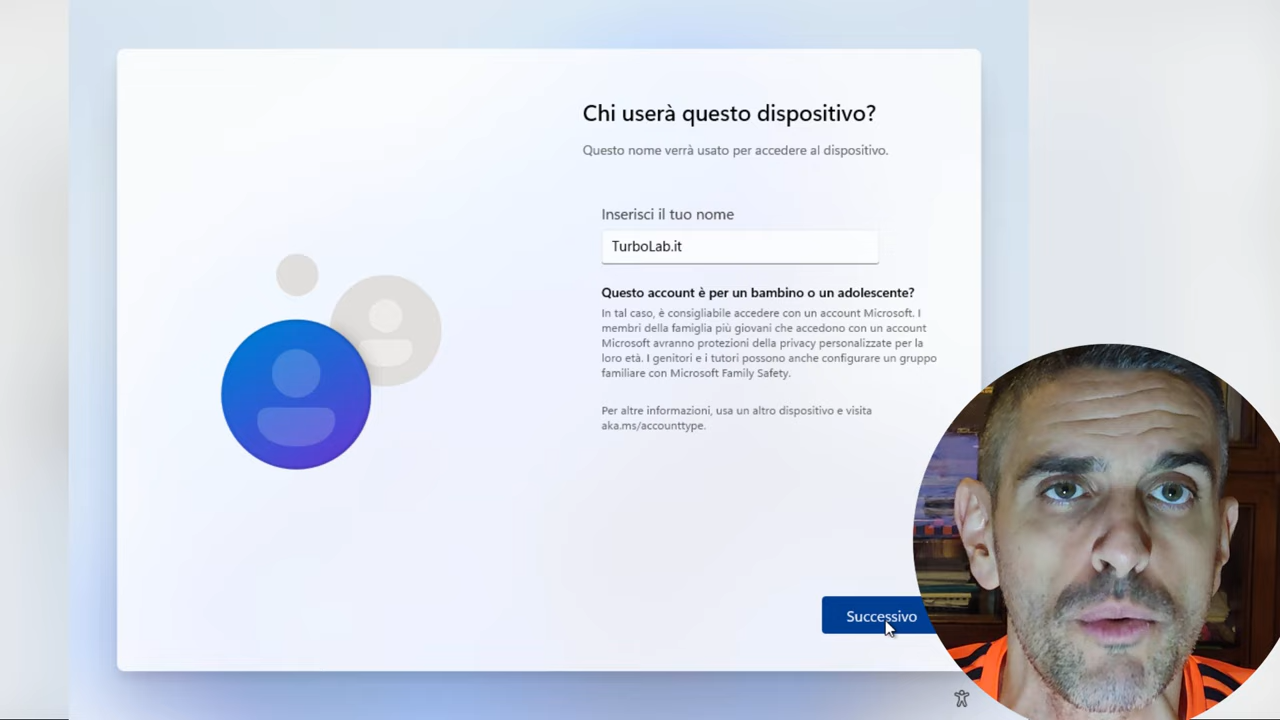 Chi userà questo dispositivo?
Questo nome verrà usato per accedere al dispositivo.
Inserisci il tuo nome
TurboLab.it
Questo account è per un bambino o un adolescente?
In tal caso, è consigliabile accedere con un account Microsoft. I
membri della famiglia più giovani che accedono con un account
Microsoft avranno protezioni della privacy personalizzate per la
loro età. I genitori e i tutori possono anche configurare un gruppo
familiare con Microsoft Family Safety.
Per altre informazioni, usa un altro dispositivo e visita
aka.ms/accounttype.
Successivo